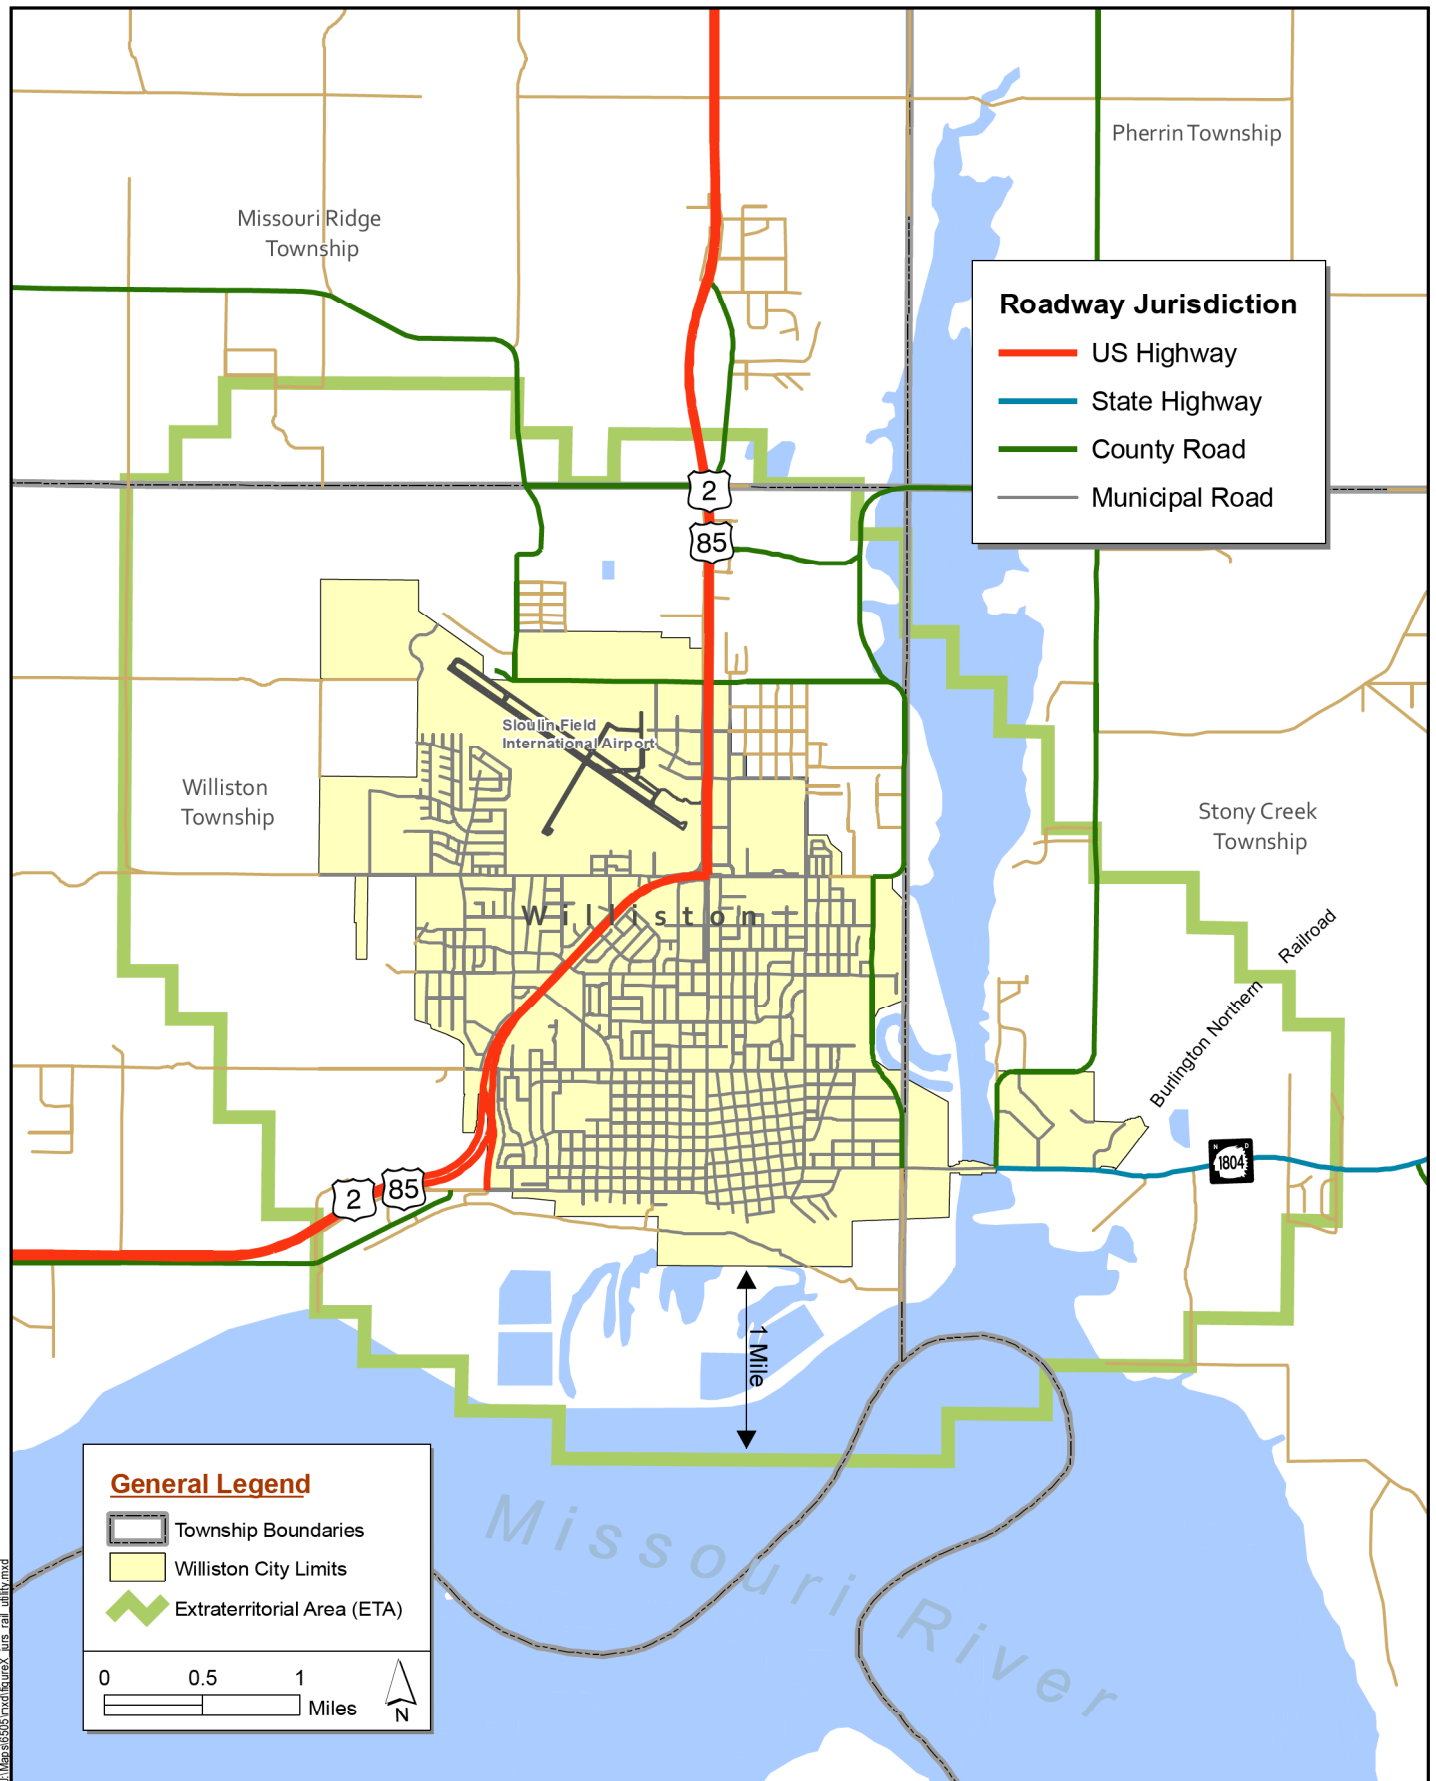 Pherrin Township
Missouri Ridge
Township
Roadway Jurisdiction
US Highway
State Highway
County Road
Municipal Road
2
85
Sloulin Field
International Airport
Williston
Township
Stony Creek
Township
Williston
Burlington Northern Railroad
N D
1804
2
85
1 Mile
General Legend
Township Boundaries
Williston City Limits
Extraterritorial Area (ETA)
0 0.5 1
Miles
N
Missouri River